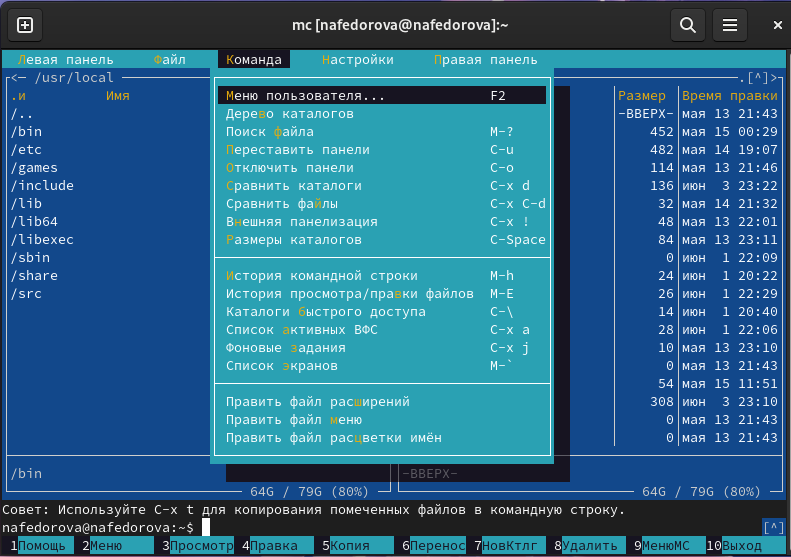 mc [nafedorova@nafedorova]:~
Левая панель Файл Команда Настройки Правая панель
<— /usr/local .[^]>
.и Имя Размер Время правки
/.. -ВВЕРХ- мая 13 21:43
/bin 452 мая 15 00:29
/etc 482 мая 14 19:07
/games 114 мая 13 21:46
/include 136 июн 3 23:22
/lib 32 мая 14 21:32
/lib64 48 мая 13 22:01
/libexec 84 мая 13 23:11
/sbin 0 июн 1 22:09
/share 24 июн 1 20:22
/src 26 июн 1 22:29
14 июн 1 20:40
28 июн 1 22:06
10 мая 13 23:10
0 мая 13 21:43
54 мая 15 11:51
308 июн 3 23:10
0 мая 13 21:43
0 мая 13 21:43
Меню пользователя... F2
Дерево каталогов
Поиск файла M-?
Переставить панели C-u
Отключить панели C-o
Сравнить каталоги C-x d
Сравнить файлы C-x C-d
Внешняя панелизация C-x !
Размеры каталогов C-Space
История командной строки M-h
История просмотра/правки файлов M-E
Каталоги быстрого доступа C-\
Список активных ВФС C-x a
Фоновые задания C-x j
Список экранов M-`
Править файл расширений
Править файл меню
Править файл расцветки имён
/bin -ВВЕРХ-
64G / 79G (80%) 64G / 79G (80%)
Совет: Используйте C-x t для копирования помеченных файлов в командную строку.
nafedorova@nafedorova:~$ [^]
1Помощь 2Меню 3Просмотр 4Правка 5Копия 6Перенос 7НовКтлг 8Удалить 9МенюМС 10Выход